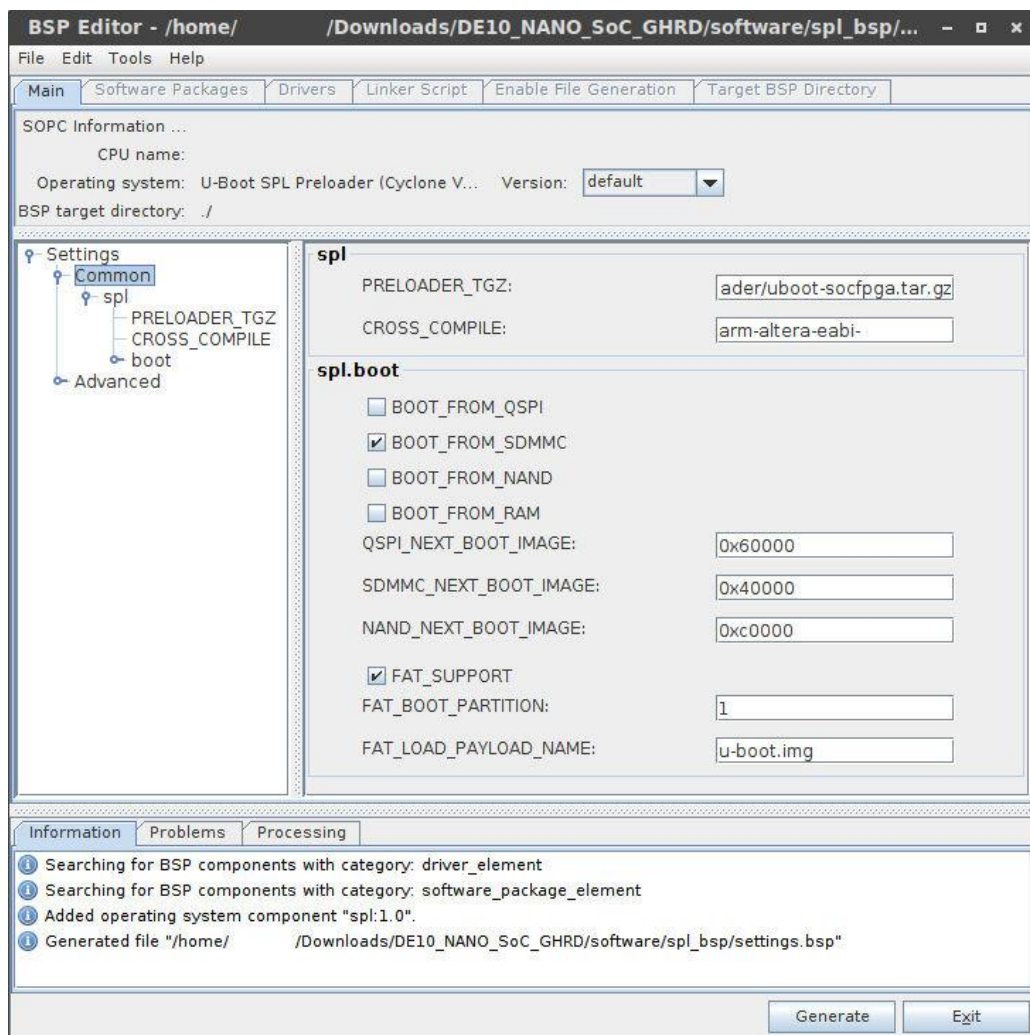 BSP Editor - /home/ /Downloads/DE10_NANO_SoC_GHRD/software/spl_bsp/...
File Edit Tools Help
Main Software Packages Drivers Linker Script Enable File Generation Target BSP Directory
SOPC Information ...
CPU name:
Operating system: U-Boot SPL Preloader (Cyclone V... Version: default
BSP target directory: ./
Settings
Common
spl
PRELOADER_TGZ
CROSS_COMPILE
boot
Advanced
spl
PRELOADER_TGZ: ader/uboot-socfpga.tar.gz
CROSS_COMPILE: arm-altera-eabi-
spl.boot
BOOT_FROM_QSPI
BOOT_FROM_SDMMC
BOOT_FROM_NAND
BOOT_FROM_RAM
QSPI_NEXT_BOOT_IMAGE: 0x60000
SDMMC_NEXT_BOOT_IMAGE: 0x40000
NAND_NEXT_BOOT_IMAGE: 0xc0000
FAT_SUPPORT
FAT_BOOT_PARTITION: 1
FAT_LOAD_PAYLOAD_NAME: u-boot.img
Information Problems Processing
Searching for BSP components with category: driver_element
Searching for BSP components with category: software_package_element
Added operating system component "spl:1.0".
Generated file "/home/ /Downloads/DE10_NANO_SoC_GHRD/software/spl_bsp/settings.bsp"
Generate Exit